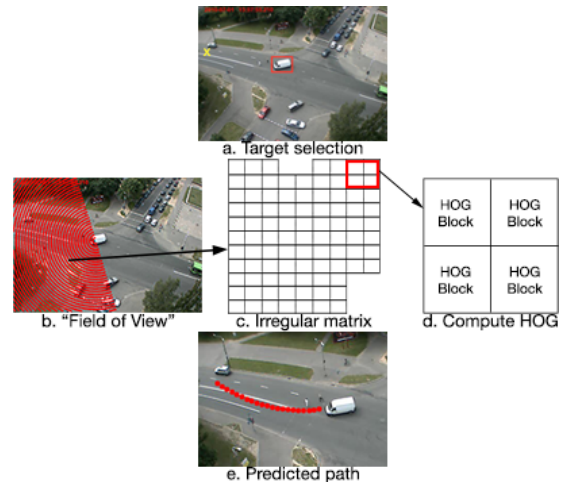 a. Target selection
HOG Block
HOG Block
HOG Block
HOG Block
b. “Field of View”
c. Irregular matrix
d. Compute HOG
e. Predicted path